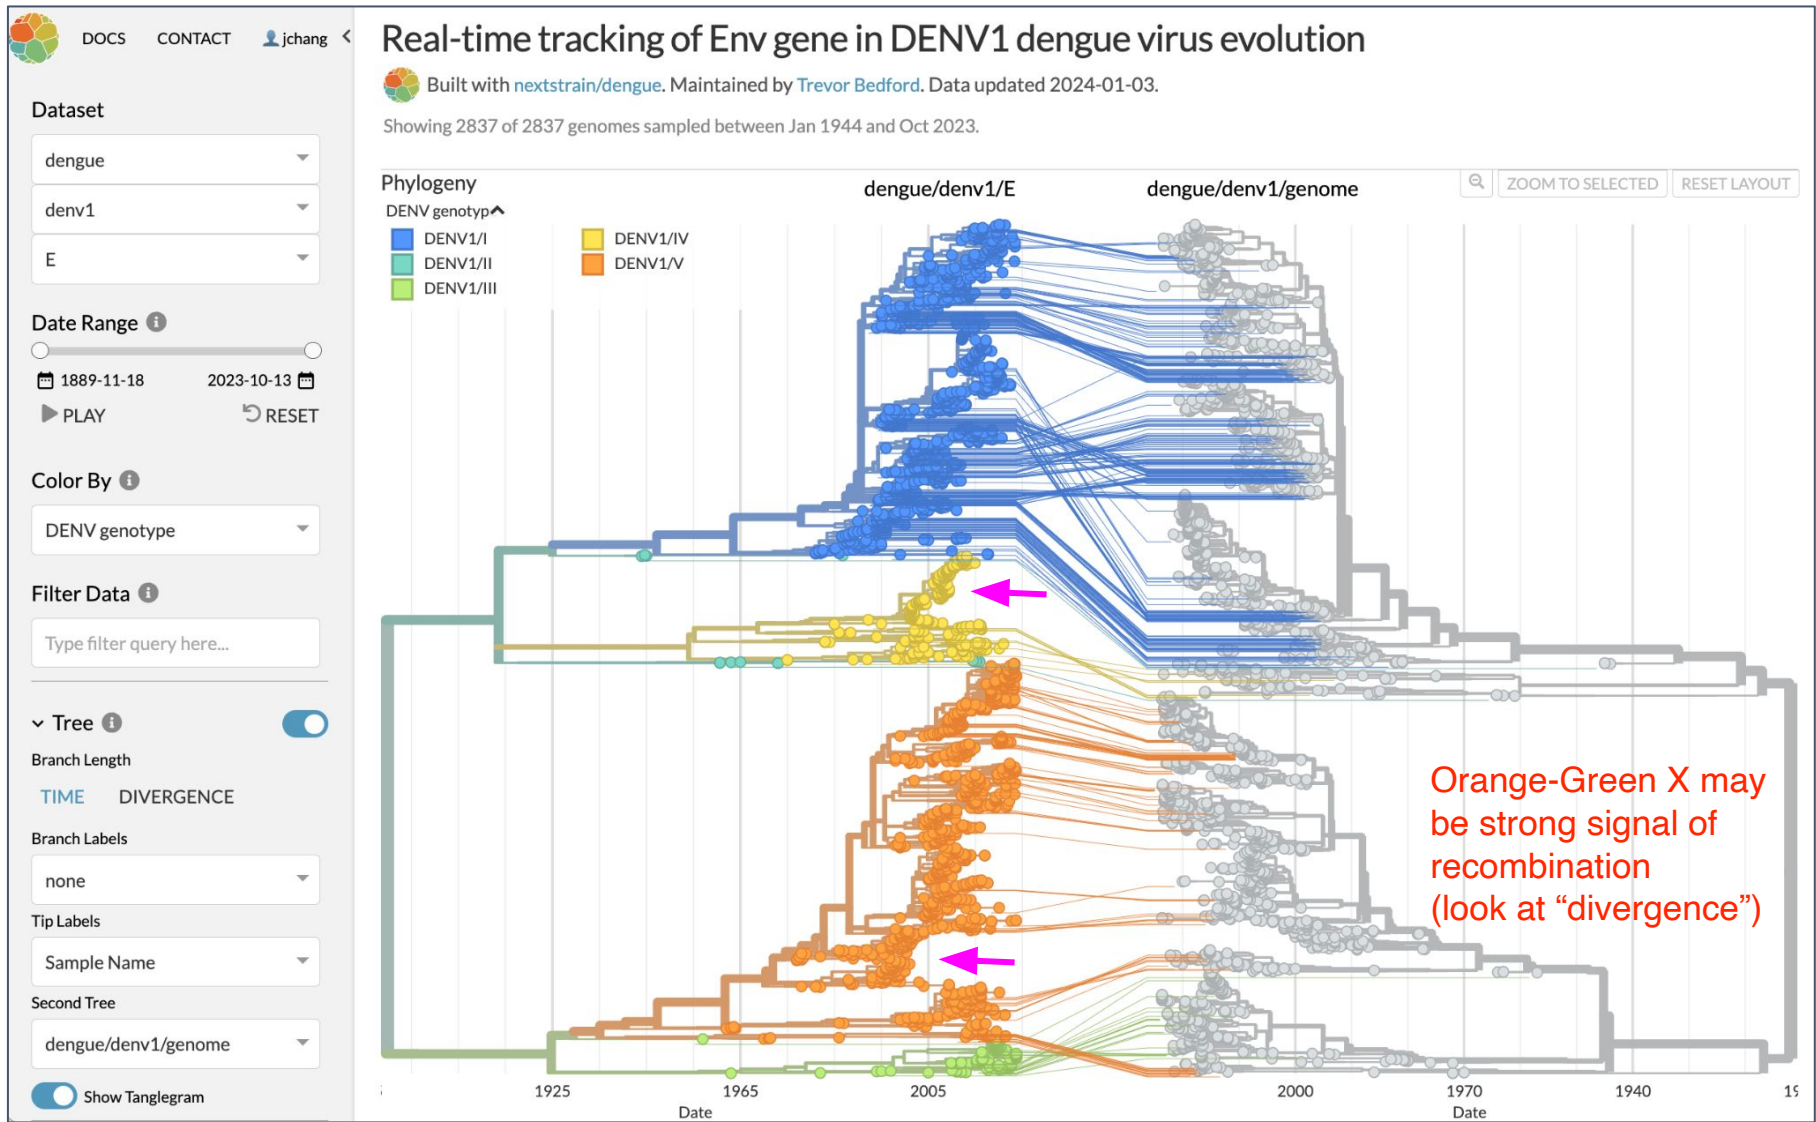 DOCS CONTACT jchang
Real-time tracking of Env gene in DENV1 dengue virus evolution
Built with nextstrain/dengue. Maintained by Trevor Bedford. Data updated 2024-01-03.
Showing 2837 of 2837 genomes sampled between Jan 1944 and Oct 2023.
Dataset
dengue
denv1
E
Date Range
1889-11-18 2023-10-13
PLAY RESET
Color By
DENV genotype
Filter Data
Type filter query here...
Tree
Branch Length
TIME DIVERGENCE
Branch Labels
none
Tip Labels
Sample Name
Second Tree
dengue/denv1/genome
Show Tanglegram
Phylogeny
dengue/denv1/E dengue/denv1/genome
ZOOM TO SELECTED RESET LAYOUT
DENV genotyp
DENV1/I DENV1/IV
DENV1/II DENV1/V
DENV1/III
Orange-Green X may
be strong signal of
recombination
(look at “divergence”)
1925 1965 2005 2000 1970 1940 19
Date Date